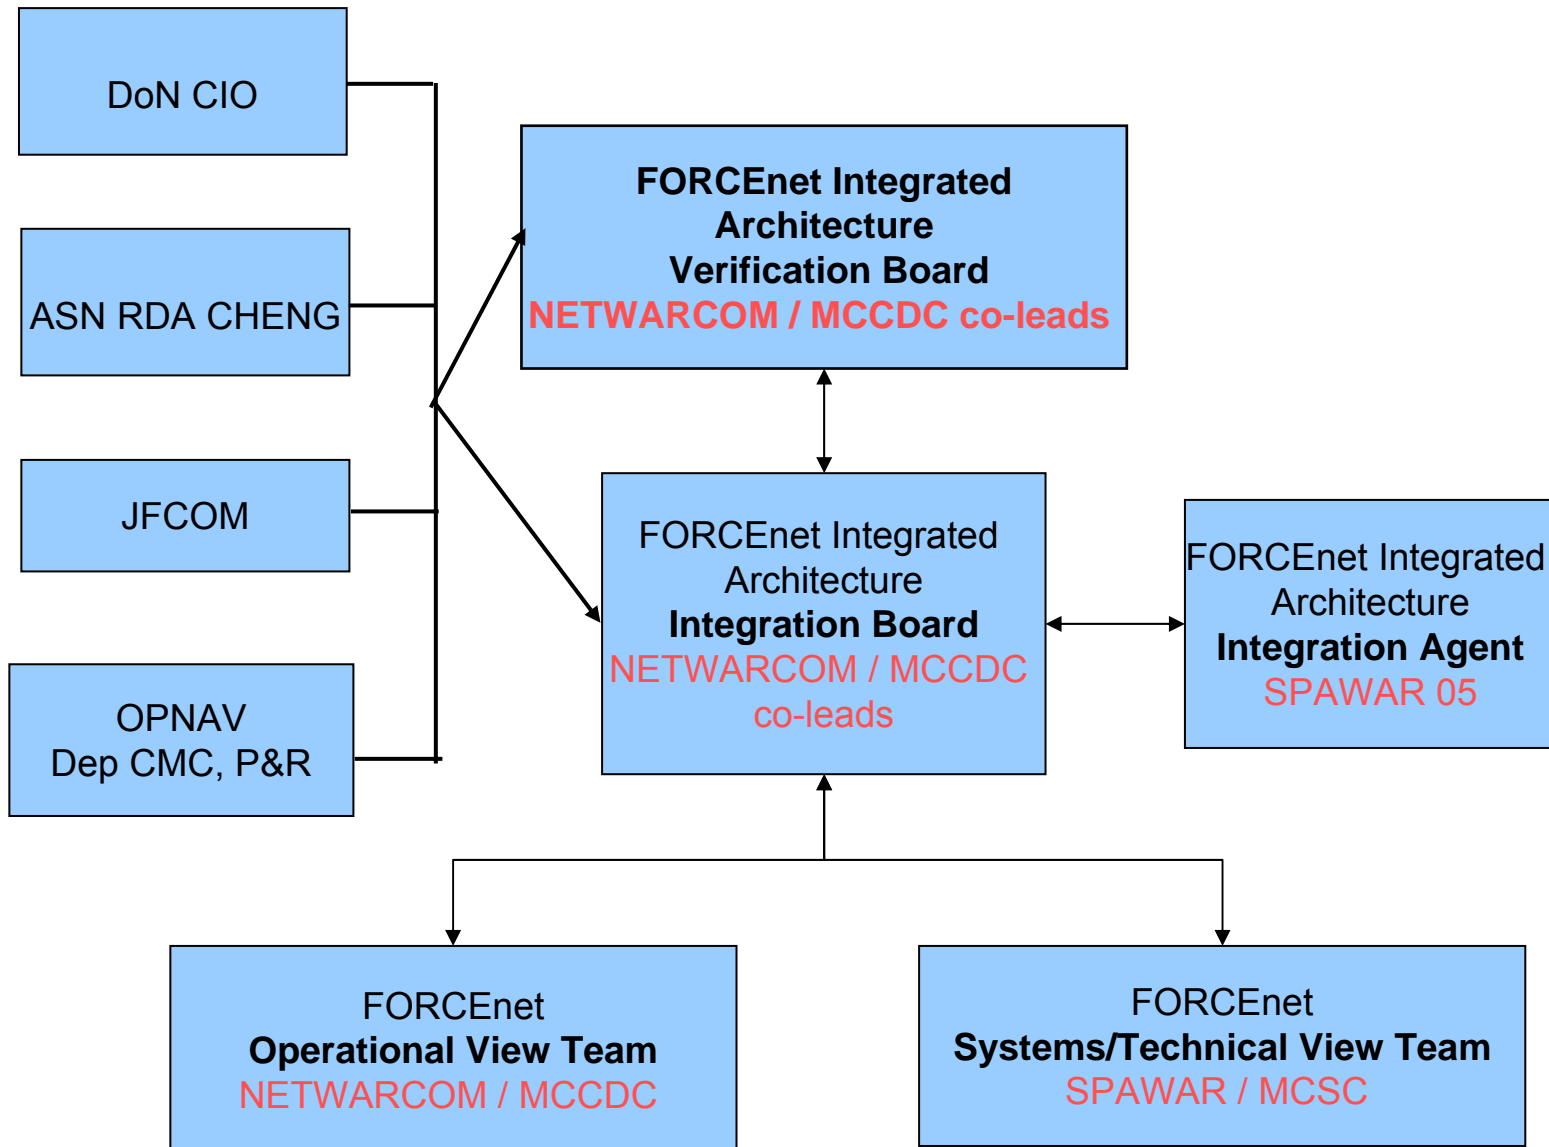 DoN CIO
ASN RDA CHENG
JFCOM
OPNAV
Dep CMC, P&R
FORCEnet Integrated
Architecture
Verification Board
NETWARCOM / MCCDC co-leads
FORCEnet Integrated
Architecture
Integration Board
NETWARCOM / MCCDC
co-leads
FORCEnet Integrated
Architecture
Integration Agent
SPAWAR 05
FORCEnet
Operational View Team
NETWARCOM / MCCDC
FORCEnet
Systems/Technical View Team
SPAWAR / MCSC